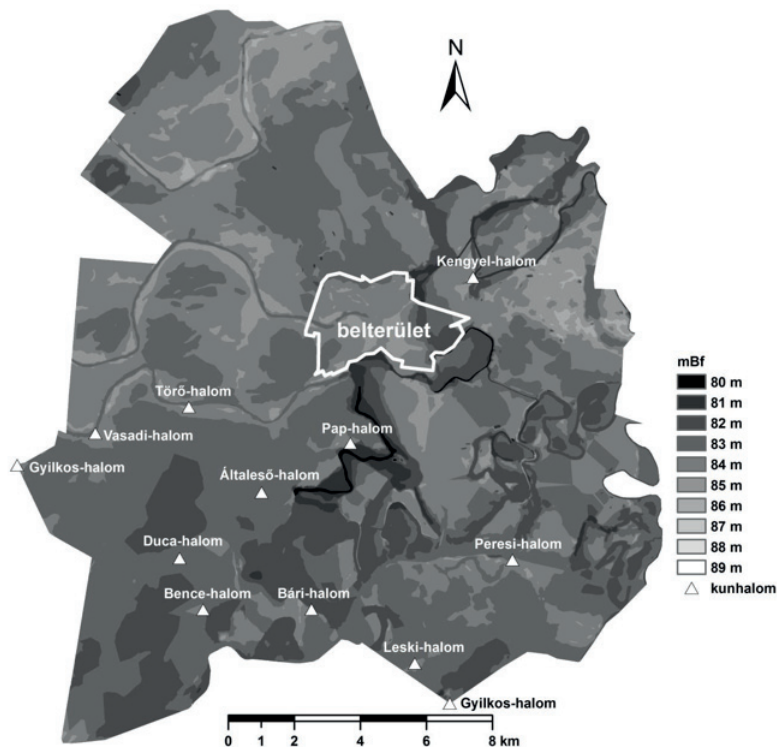 N
Kengyel-halom
belterület
Törő-halom
Vasadi-halom
Pap-halom
Gyilkos-halom
Általeső-halom
Duca-halom
Peresi-halom
Bence-halom
Bári-halom
Leski-halom
Gyilkos-halom
mBf
80 m
81 m
82 m
83 m
84 m
85 m
86 m
87 m
88 m
89 m
kunhalom
0 1 2 4 6 8 km